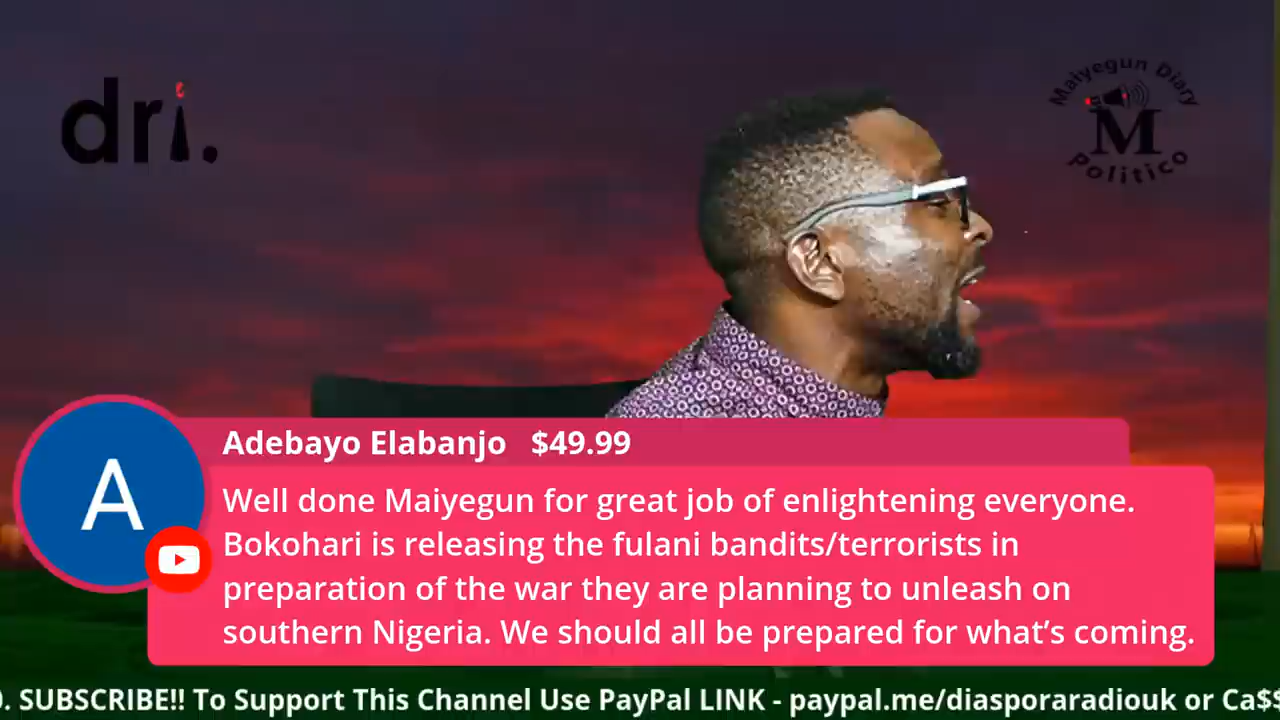 dri.
Maiyegun Diary
M
Politico
A
Adebayo Elabanjo $49.99
Well done Maiyegun for great job of enlightening everyone.
Bokohari is releasing the fulani bandits/terrorists in
preparation of the war they are planning to unleash on
southern Nigeria. We should all be prepared for what’s coming.
. SUBSCRIBE!! To Support This Channel Use PayPal LINK - paypal.me/diasporaradiouk or Ca$